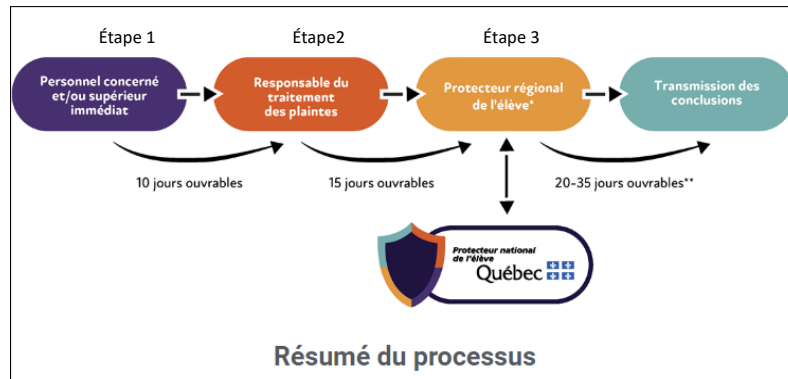 Étape 1
Étape2
Étape 3
Personnel concerné
et/ou supérieur
immédiat
Responsable du
traitement
des plaintes
Protecteur régional
de l'élève*
Transmission des
conclusions
10 jours ouvrables
15 jours ouvrables
20-35 jours ouvrables**
Protecteur national
de l'élève
Québec
Résumé du processus